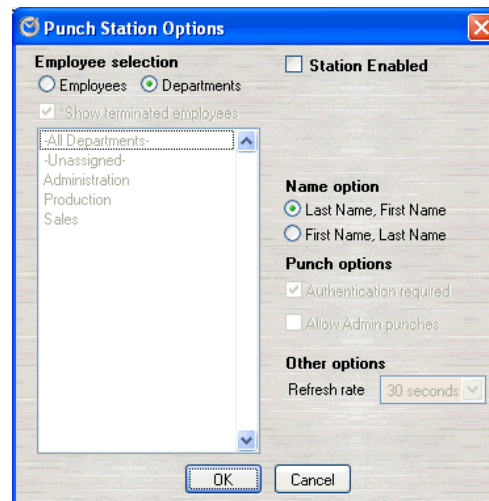 Punch Station Options
Employee selection
Employees Departments
*Show terminated employees
-All Departments-
-Unassigned-
Administration
Production
Sales
Station Enabled
Name option
Last Name, First Name
First Name, Last Name
Punch options
Authentication required
Allow Admin punches
Other options
Refresh rate 30 seconds
OK Cancel